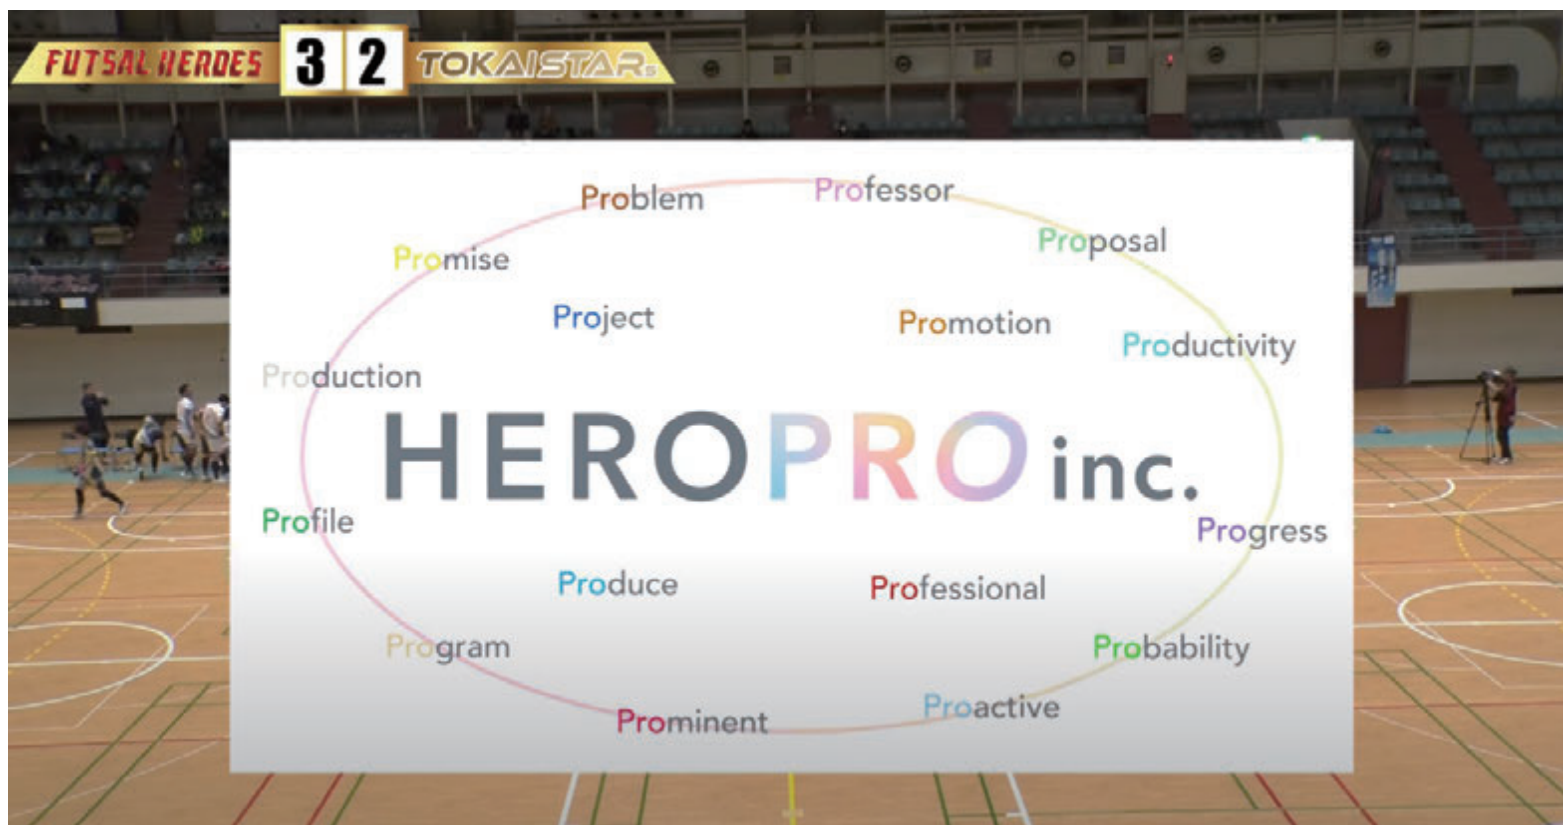 FUTSAL HEROES 3 2 TOKAISTARs
Problem
Professor
Promise
Proposal
Project
Promotion
Productivity
Production
HEROPRO inc.
Profile
Progress
Produce
Professional
Program
Probability
Prominent
Proactive